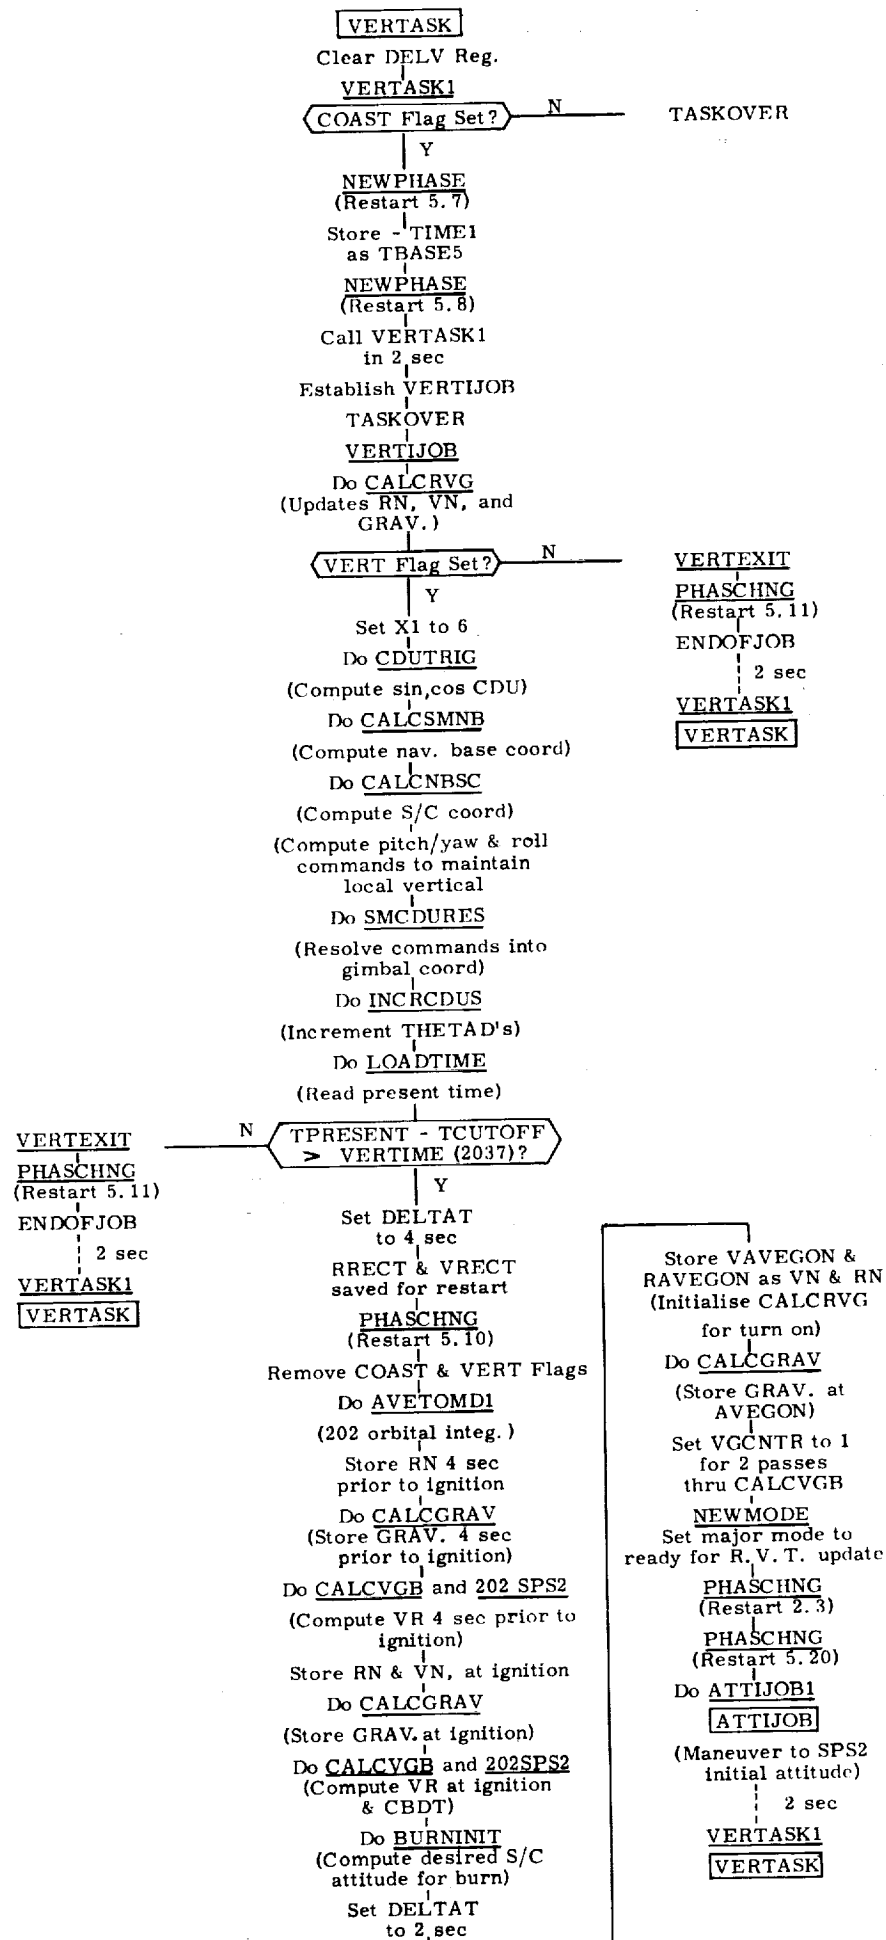 VERTASK
Clear DELV Reg.
VERTASK1
COAST Flag Set?
N
TASKOVER
Y
NEWPHASE
(Restart 5.7)
Store - TIME1
as TBASE5
NEWPHASE
(Restart 5.8)
Call VERTASK1
in 2 sec
Establish VERTIJOB
TASKOVER
VERTIJOB
Do CALCRVG
(Updates RN, VN, and
GRAV.)
VERT Flag Set?
N
VERTEXIT
PHASCHNG
(Restart 5.11)
ENDOFJOB
2 sec
VERTASK1
VERTASK
Y
Set X1 to 6
Do CDUTRIG
(Compute sin,cos CDU)
Do CALCSMNB
(Compute nav. base coord)
Do CALCNBSC
(Compute S/C coord)
(Compute pitch/yaw & roll
commands to maintain
local vertical
Do SMCDURES
(Resolve commands into
gimbal coord)
Do INCRCDUS
(Increment THETAD's)
Do LOADTIME
(Read present time)
TPRESENT - TCUTOFF
> VERTIME (2037)?
N
VERTEXIT
PHASCHNG
(Restart 5.11)
ENDOFJOB
2 sec
VERTASK1
VERTASK
Y
Set DELTAT
to 4 sec
RRECT & VRECT
saved for restart
PHASCHNG
(Restart 5.10)
Remove COAST & VERT Flags
Do AVETOMD1
(202 orbital integ.)
Store RN 4 sec
prior to ignition
Do CALCGRAV
(Store GRAV. 4 sec
prior to ignition)
Do CALCVGB and 202 SPS2
(Compute VR 4 sec prior to
ignition)
Store RN & VN, at ignition
Do CALCGRAV
(Store GRAV. at ignition)
Do CALCVGB and 202SPS2
(Compute VR at ignition
& CBDT)
Do BURNINIT
(Compute desired S/C
attitude for burn)
Set DELTAT
to 2 sec
Store VAVEGON &
RAVEGON as VN & RN
(Initialise CALCRVG
for turn on)
Do CALCGRAV
(Store GRAV. at
AVEGON)
Set VGCNTR to 1
for 2 passes
thru CALCVGB
NEWMODE
Set major mode to
ready for R.V.T. update
PHASCHNG
(Restart 2.3)
PHASCHNG
(Restart 5.20)
Do ATTIJOB1
ATTIJOB
(Maneuver to SPS2
initial attitude)
2 sec
VERTASK1
VERTASK